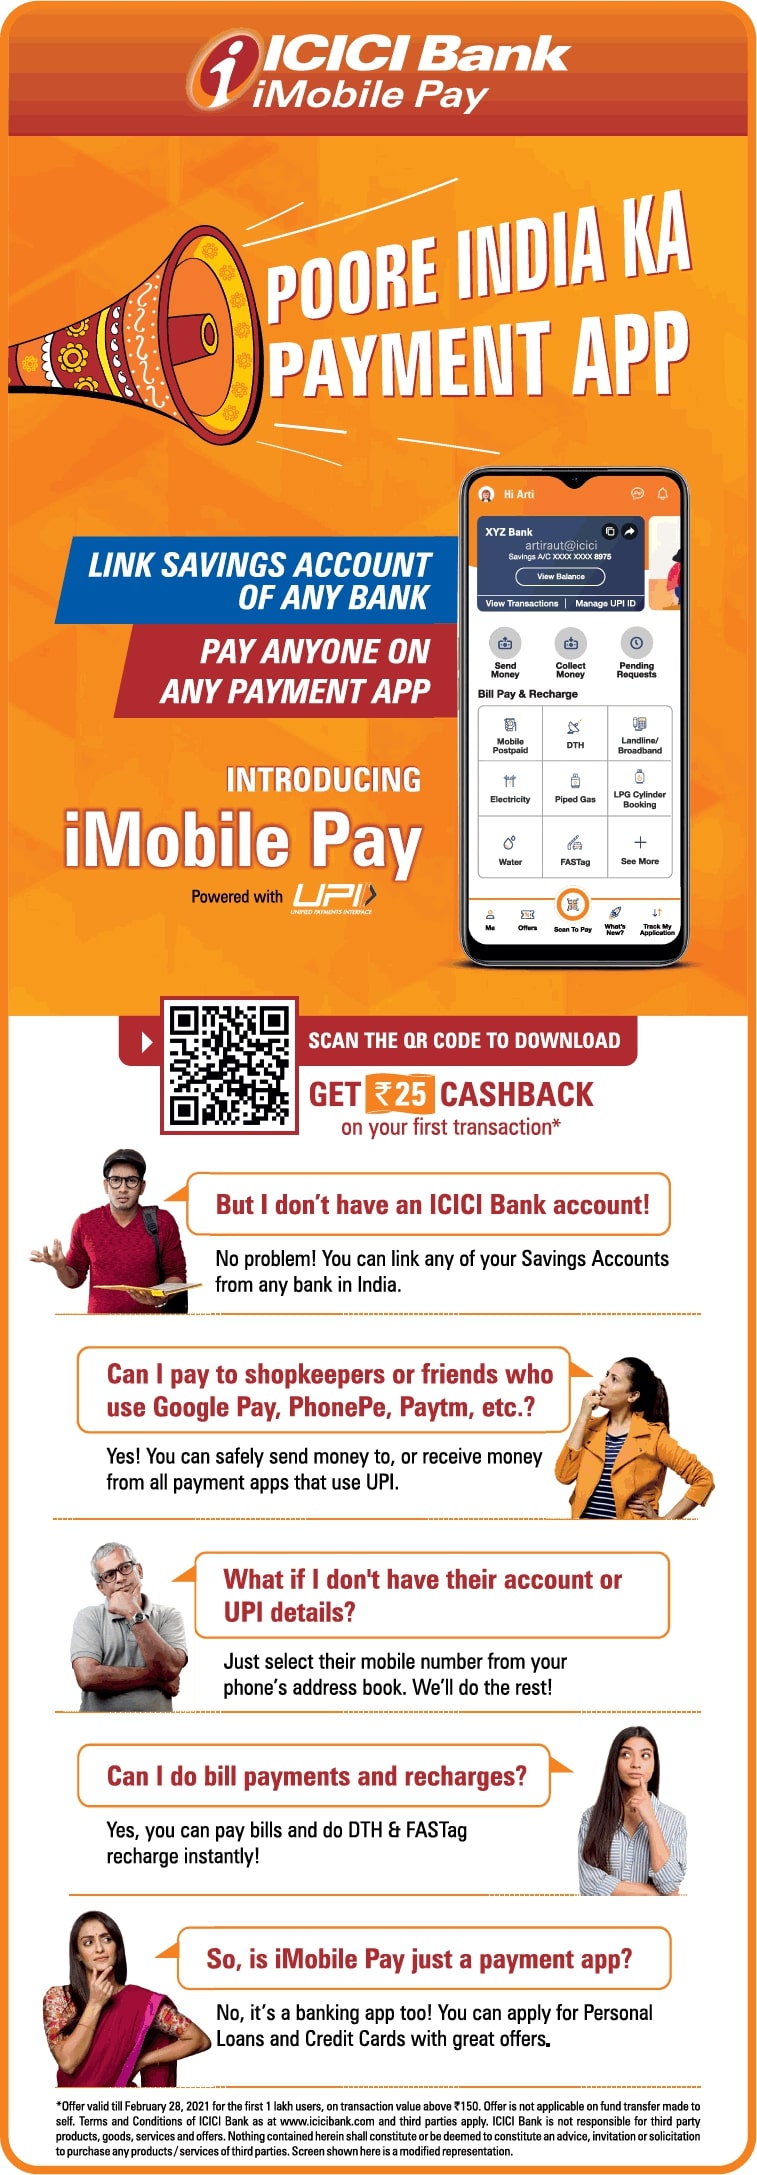 ICICI Bank
iMobile Pay
POORE INDIA KA
PAYMENT APP
LINK SAVINGS ACCOUNT
OF ANY BANK
PAY ANYONE ON
ANY PAYMENT APP
INTRODUCING
iMobile Pay
Powered with UPI
UNIFIED PAYMENTS INTERFACE
Hi Arti
XYZ Bank
artiraut@icici
Savings A/C XXXX XXXX 8975
View Balance
View Transactions | Manage UPI ID
Send Money
Collect Money
Pending Requests
Bill Pay & Recharge
Mobile Postpaid
DTH
Landline/ Broadband
Electricity
Piped Gas
LPG Cylinder Booking
Water
FASTag
See More
Me
Offers
Scan To Pay
What's New?
Track My Application
SCAN THE QR CODE TO DOWNLOAD
GET ₹25 CASHBACK
on your first transaction*
But I don't have an ICICI Bank account!
No problem! You can link any of your Savings Accounts
from any bank in India.
Can I pay to shopkeepers or friends who
use Google Pay, PhonePe, Paytm, etc.?
Yes! You can safely send money to, or receive money
from all payment apps that use UPI.
What if I don't have their account or
UPI details?
Just select their mobile number from your
phone's address book. We'll do the rest!
Can I do bill payments and recharges?
Yes, you can pay bills and do DTH & FASTag
recharge instantly!
So, is iMobile Pay just a payment app?
No, it's a banking app too! You can apply for Personal
Loans and Credit Cards with great offers.
*Offer valid till February 28, 2021 for the first 1 lakh users, on transaction value above ₹150. Offer is not applicable on fund transfer made to
self. Terms and Conditions of ICICI Bank as at www.icicibank.com and third parties apply. ICICI Bank is not responsible for third party
products, goods, services and offers. Nothing contained herein shall constitute or be deemed to constitute an advice, invitation or solicitation
to purchase any products / services of third parties. Screen shown here is a modified representation.